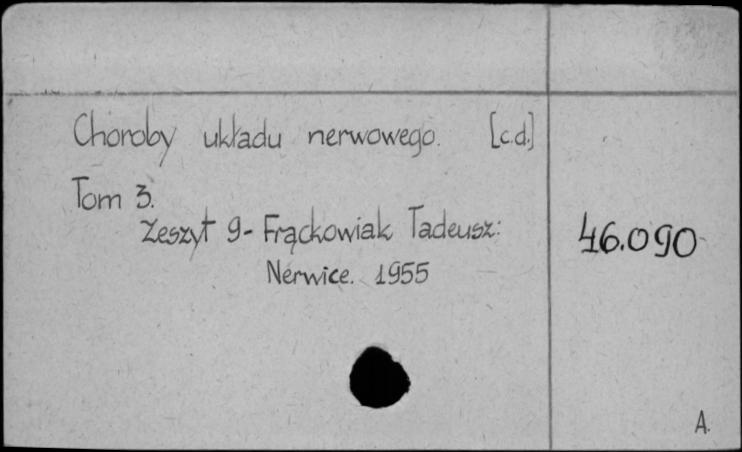 Choroby układu nerwowego. [c.d.]
Tom 3.
Zeszyt 9- Frąckowiak Tadeusz:
Nerwice. 1955
46.090
A.